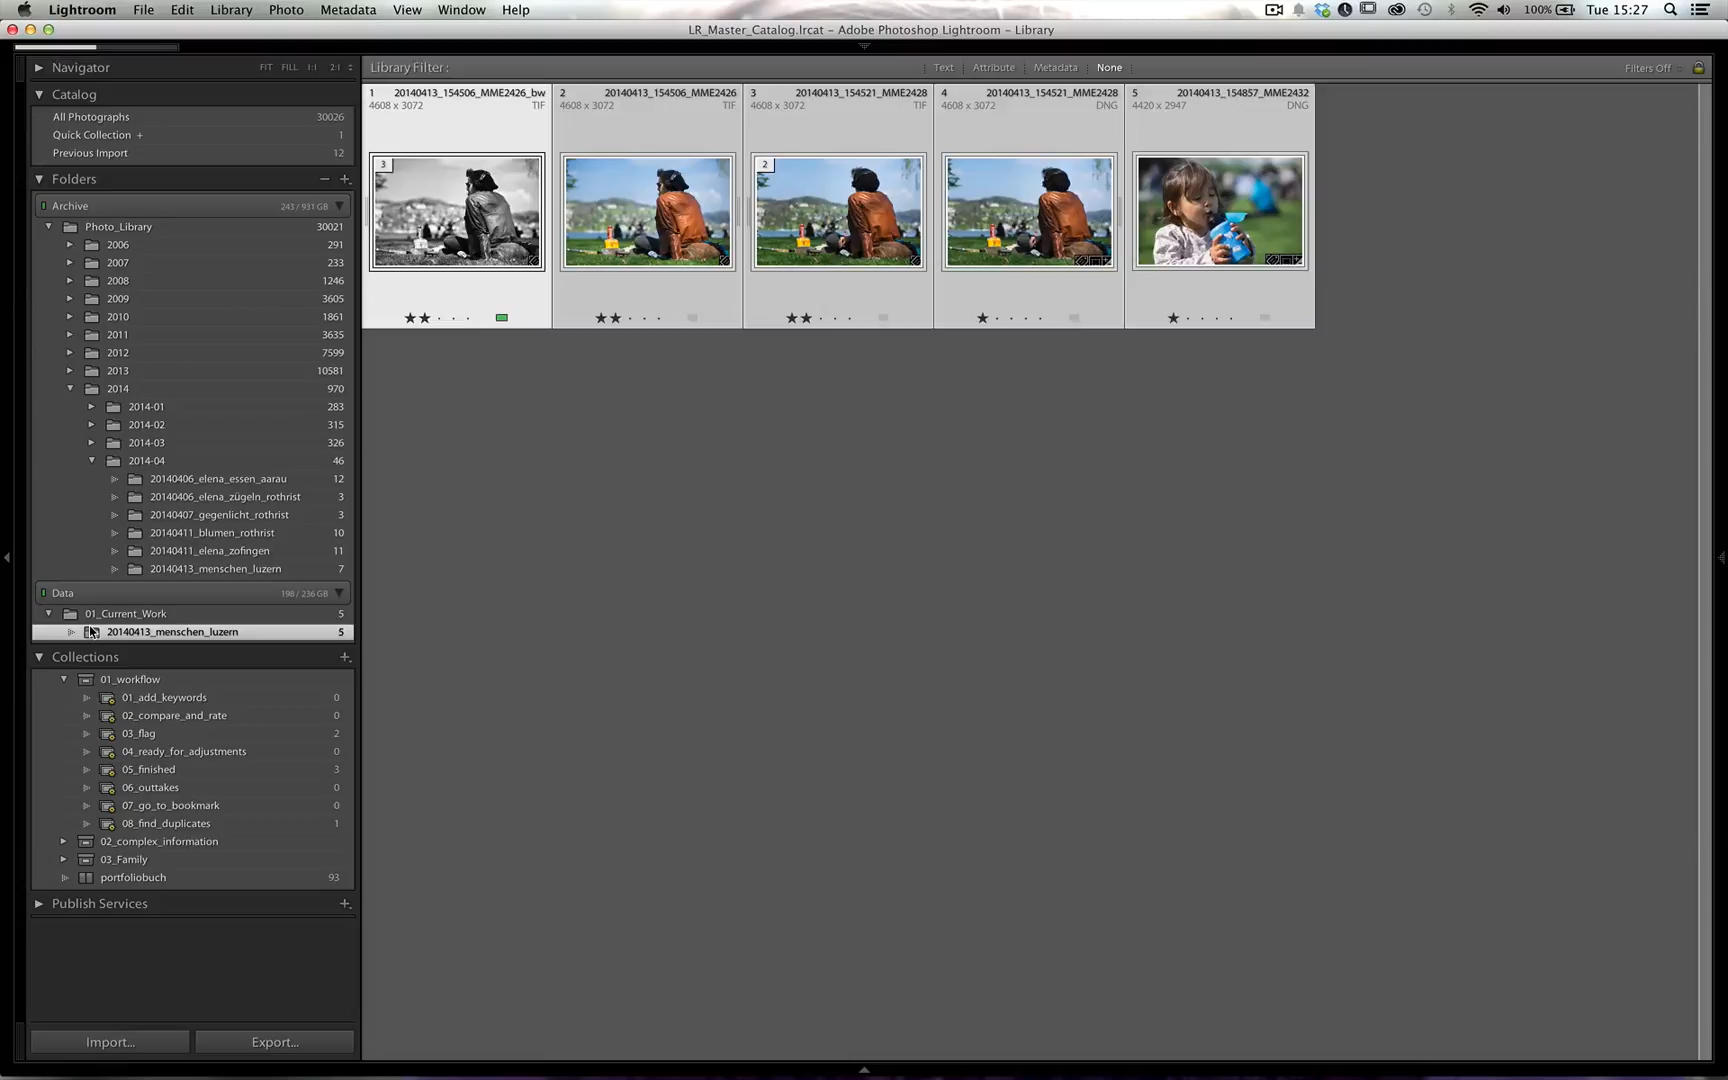 Lightroom File Edit Library Photo Metadata View Window Help 100% Tue 15:27
LR_Master_Catalog.lrcat – Adobe Photoshop Lightroom – Library
Navigator FIT FILL 1:1 2:1
Library Filter : Text Attribute Metadata None Filters Off
Catalog
All Photographs 30026
Quick Collection + 1
Previous Import 12
Folders − +
Archive 243 / 931 GB
Photo_Library 30021
2006 291
2007 233
2008 1246
2009 3605
2010 1861
2011 3635
2012 7599
2013 10581
2014 970
2014-01 283
2014-02 315
2014-03 326
2014-04 46
20140406_elena_essen_aarau 12
20140406_elena_zügeln_rothrist 3
20140407_gegenlicht_rothrist 3
20140411_blumen_rothrist 10
20140411_elena_zofingen 11
20140413_menschen_luzern 7
Data 198 / 236 GB
01_Current_Work 5
20140413_menschen_luzern 5
Collections +
01_workflow
01_add_keywords 0
02_compare_and_rate 0
03_flag 2
04_ready_for_adjustments 0
05_finished 3
06_outtakes 0
07_go_to_bookmark 0
08_find_duplicates 1
02_complex_information
03_Family
portfoliobuch 93
Publish Services +
Import... Export...
1 20140413_154506_MME2426_bw
4608 x 3072 TIF
3
2 20140413_154506_MME2426
4608 x 3072 TIF
3 20140413_154521_MME2428
4608 x 3072 TIF
2
4 20140413_154521_MME2428
4608 x 3072 DNG
5 20140413_154857_MME2432
4420 x 2947 DNG